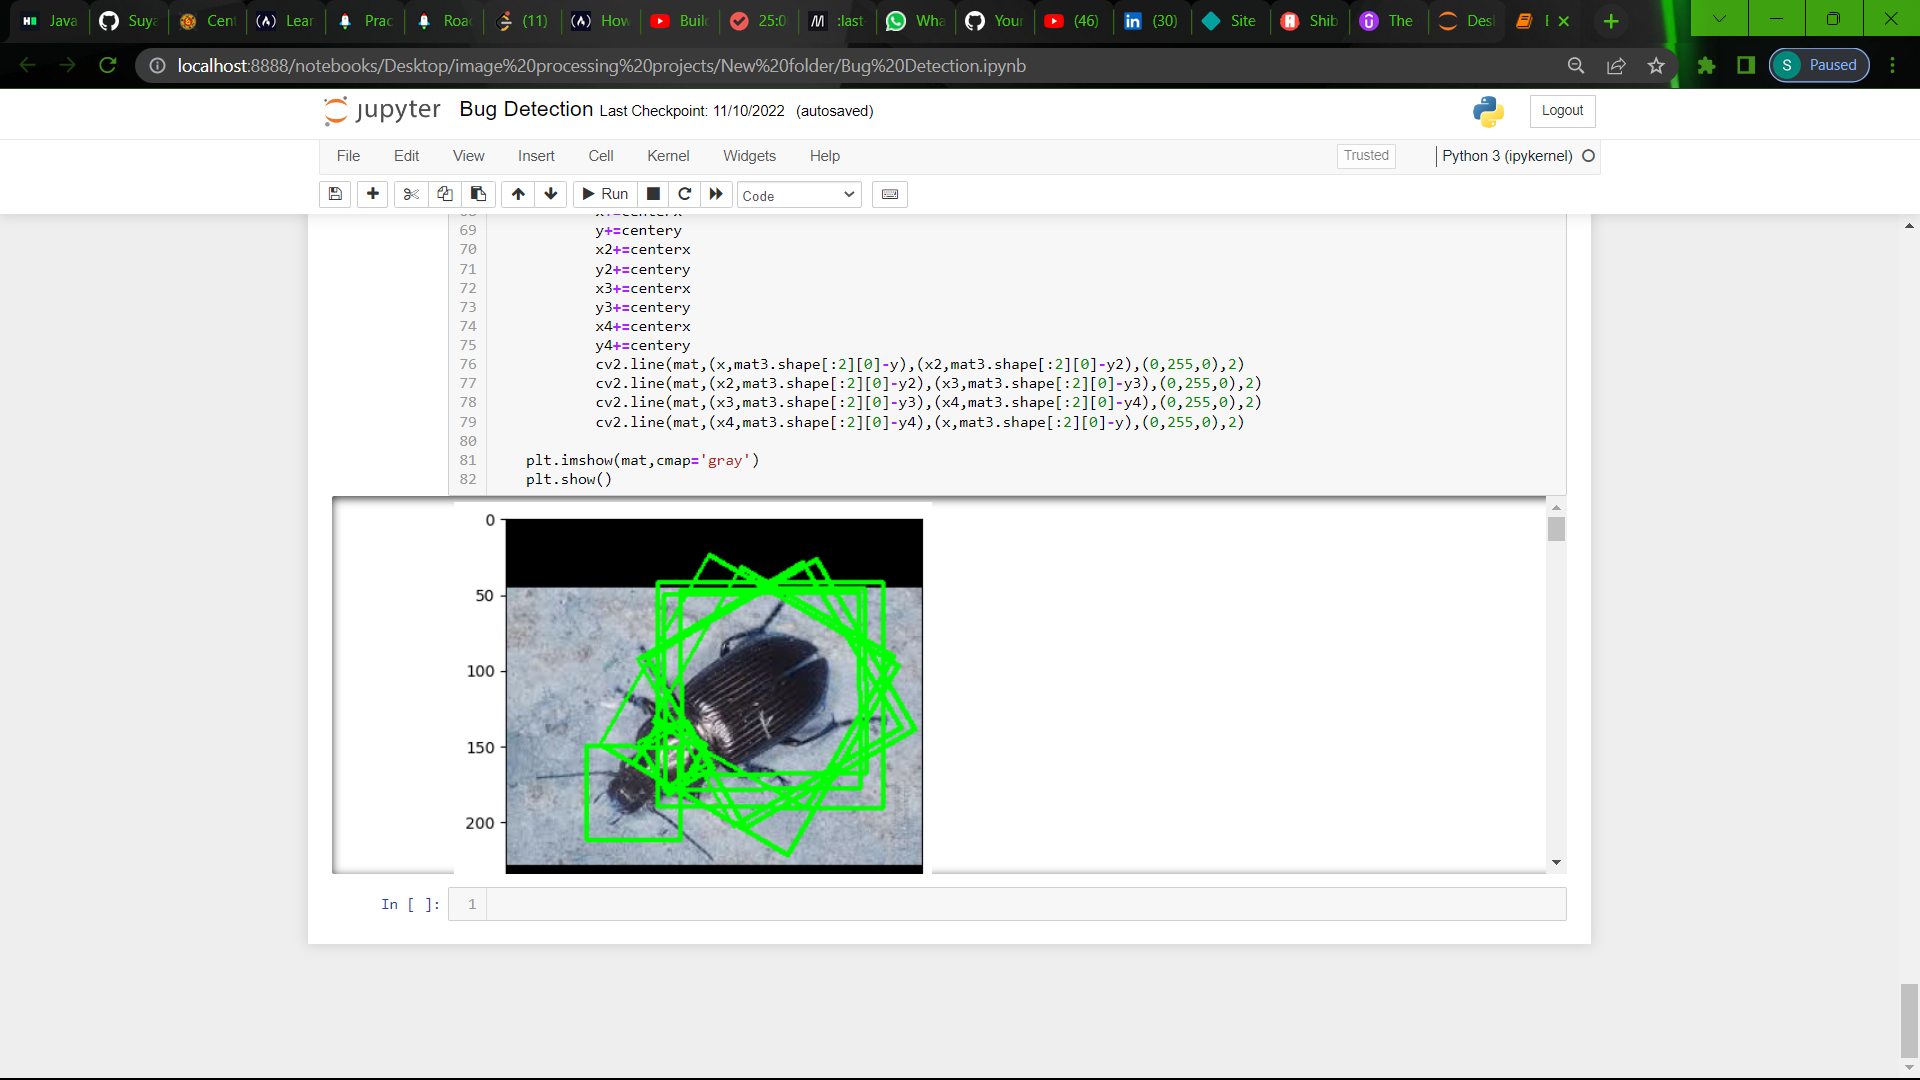 Java
Suya
Cent
Lear
Prac
Roac
(11)
How
Build
25:0
:last
Wha
Your
(46)
in (30)
Site
Shib
The
Desl
localhost:8888/notebooks/Desktop/image%20processing%20projects/New%20folder/Bug%20Detection.ipynb
S Paused
jupyter Bug Detection Last Checkpoint: 11/10/2022 (autosaved)
Logout
File Edit View Insert Cell Kernel Widgets Help
Trusted Python 3 (ipykernel)
Run Code
68 x+=centerx
69 y+=centery
70 x2+=centerx
71 y2+=centery
72 x3+=centerx
73 y3+=centery
74 x4+=centerx
75 y4+=centery
76 cv2.line(mat,(x,mat3.shape[:2][0]-y),(x2,mat3.shape[:2][0]-y2),(0,255,0),2)
77 cv2.line(mat,(x2,mat3.shape[:2][0]-y2),(x3,mat3.shape[:2][0]-y3),(0,255,0),2)
78 cv2.line(mat,(x3,mat3.shape[:2][0]-y3),(x4,mat3.shape[:2][0]-y4),(0,255,0),2)
79 cv2.line(mat,(x4,mat3.shape[:2][0]-y4),(x,mat3.shape[:2][0]-y),(0,255,0),2)
80
81 plt.imshow(mat,cmap='gray')
82 plt.show()
0
50
100
150
200
In [ ]: 1